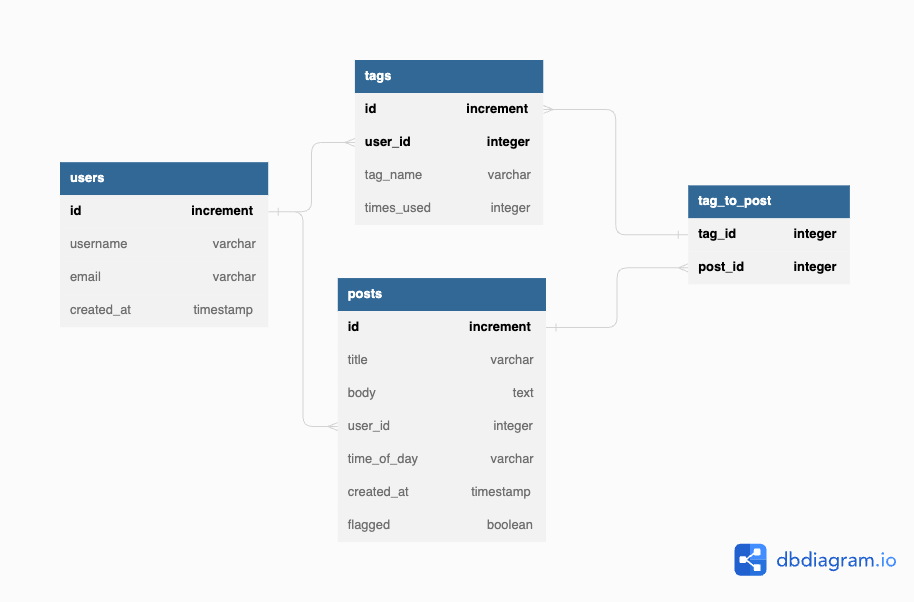 tags
id increment
user_id integer
tag_name varchar
times_used integer
users
id increment
username varchar
email varchar
created_at timestamp
tag_to_post
tag_id integer
post_id integer
posts
id increment
title varchar
body text
user_id integer
time_of_day varchar
created_at timestamp
flagged boolean
dbdiagram.io